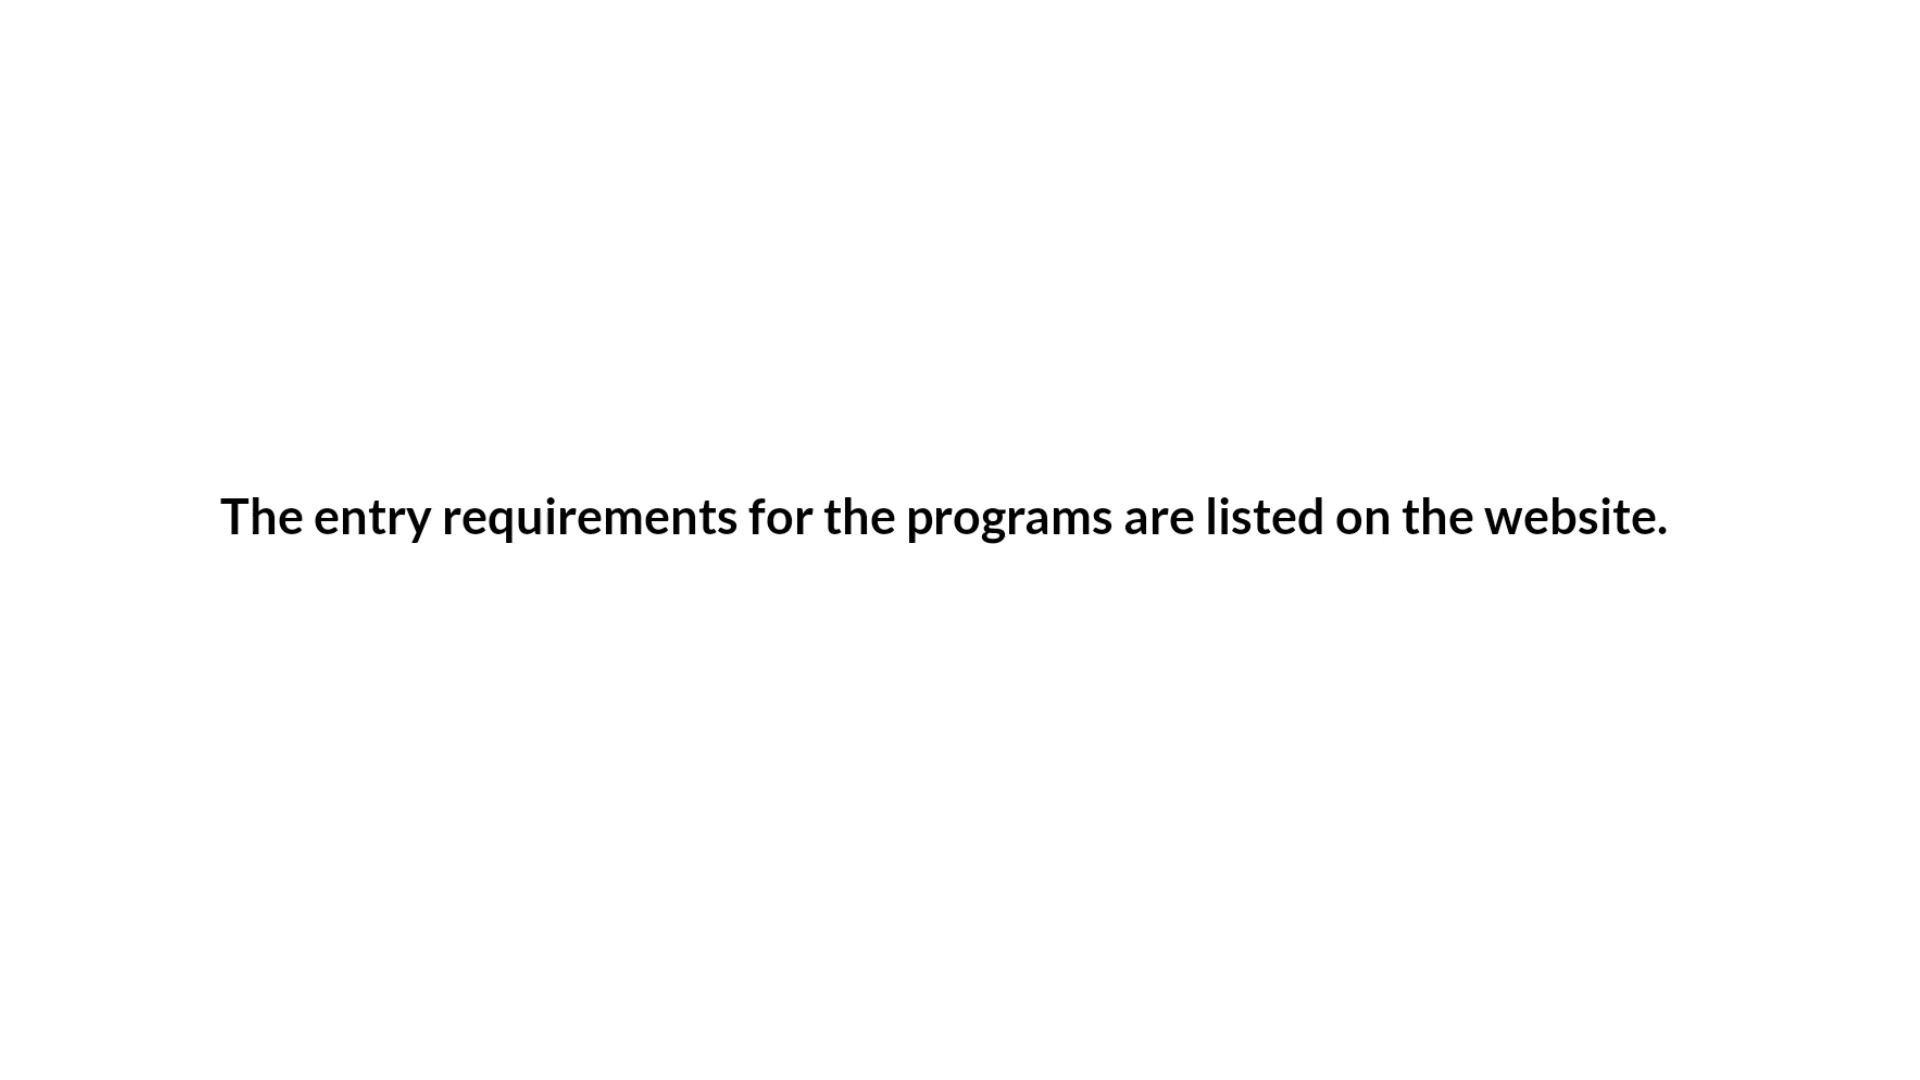 The entry requirements for the programs are listed on the website.